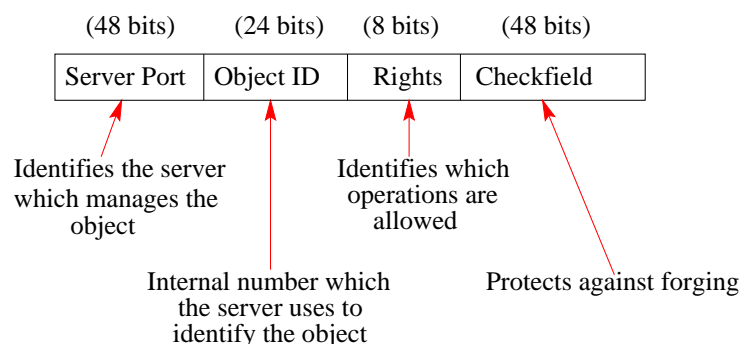 (48 bits) (24 bits) (8 bits) (48 bits)
Server Port Object ID Rights Checkfield
Identifies the server
which manages the
object
Identifies which
operations are
allowed
Internal number which
the server uses to
identify the object
Protects against forging